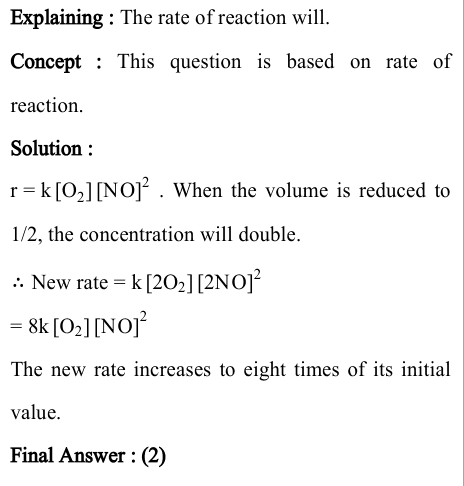 Explaining : The rate of reaction will.
Concept : This question is based on rate of
reaction.
Solution :
r = k [O₂] [NO]² . When the volume is reduced to
1/2, the concentration will double.
∴ New rate = k [2O₂] [2NO]²
= 8k [O₂] [NO]²
The new rate increases to eight times of its initial
value.
Final Answer : (2)